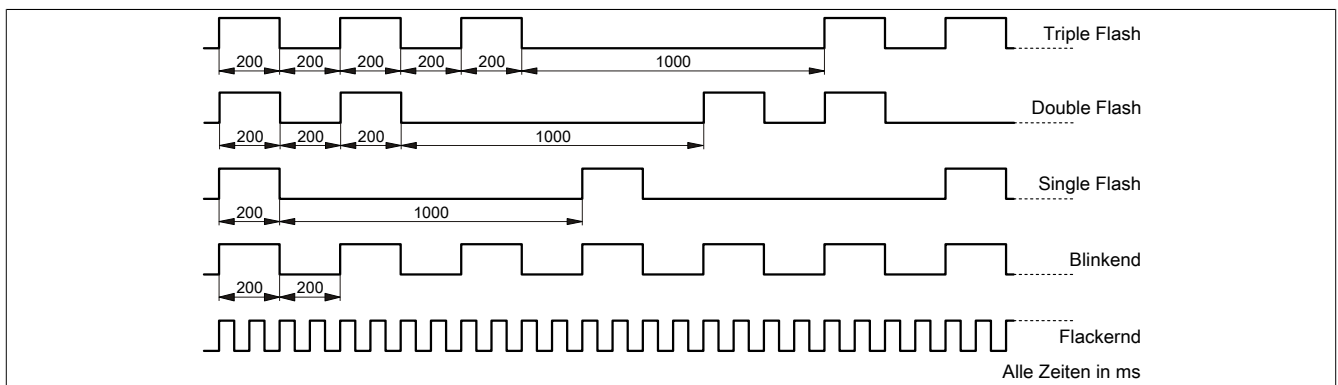 Triple Flash
200 200 200 200 200 1000
Double Flash
200 200 200 1000
Single Flash
200 1000
Blinkend
200 200
Flackernd
Alle Zeiten in ms